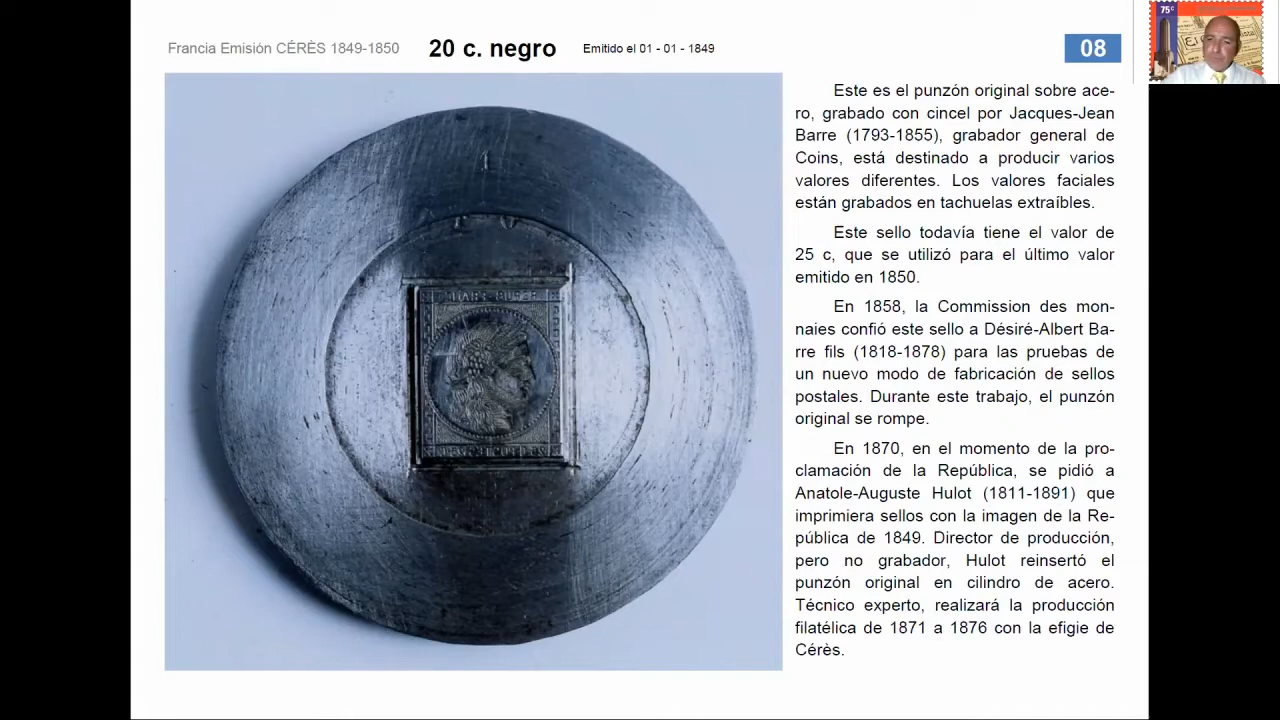 Francia Emisión CÉRÈS 1849-1850 20 c. negro Emitido el 01 - 01 - 1849 08
75c
Este es el punzón original sobre ace-
ro, grabado con cincel por Jacques-Jean
Barre (1793-1855), grabador general de
Coins, está destinado a producir varios
valores diferentes. Los valores faciales
están grabados en tachuelas extraíbles.
Este sello todavía tiene el valor de
25 c, que se utilizó para el último valor
emitido en 1850.
En 1858, la Commission des mon-
naies confió este sello a Désiré-Albert Ba-
rre fils (1818-1878) para las pruebas de
un nuevo modo de fabricación de sellos
postales. Durante este trabajo, el punzón
original se rompe.
En 1870, en el momento de la pro-
clamación de la República, se pidió a
Anatole-Auguste Hulot (1811-1891) que
imprimiera sellos con la imagen de la Re-
pública de 1849. Director de producción,
pero no grabador, Hulot reinsertó el
punzón original en cilindro de acero.
Técnico experto, realizará la producción
filatélica de 1871 a 1876 con la efigie de
Cérès.